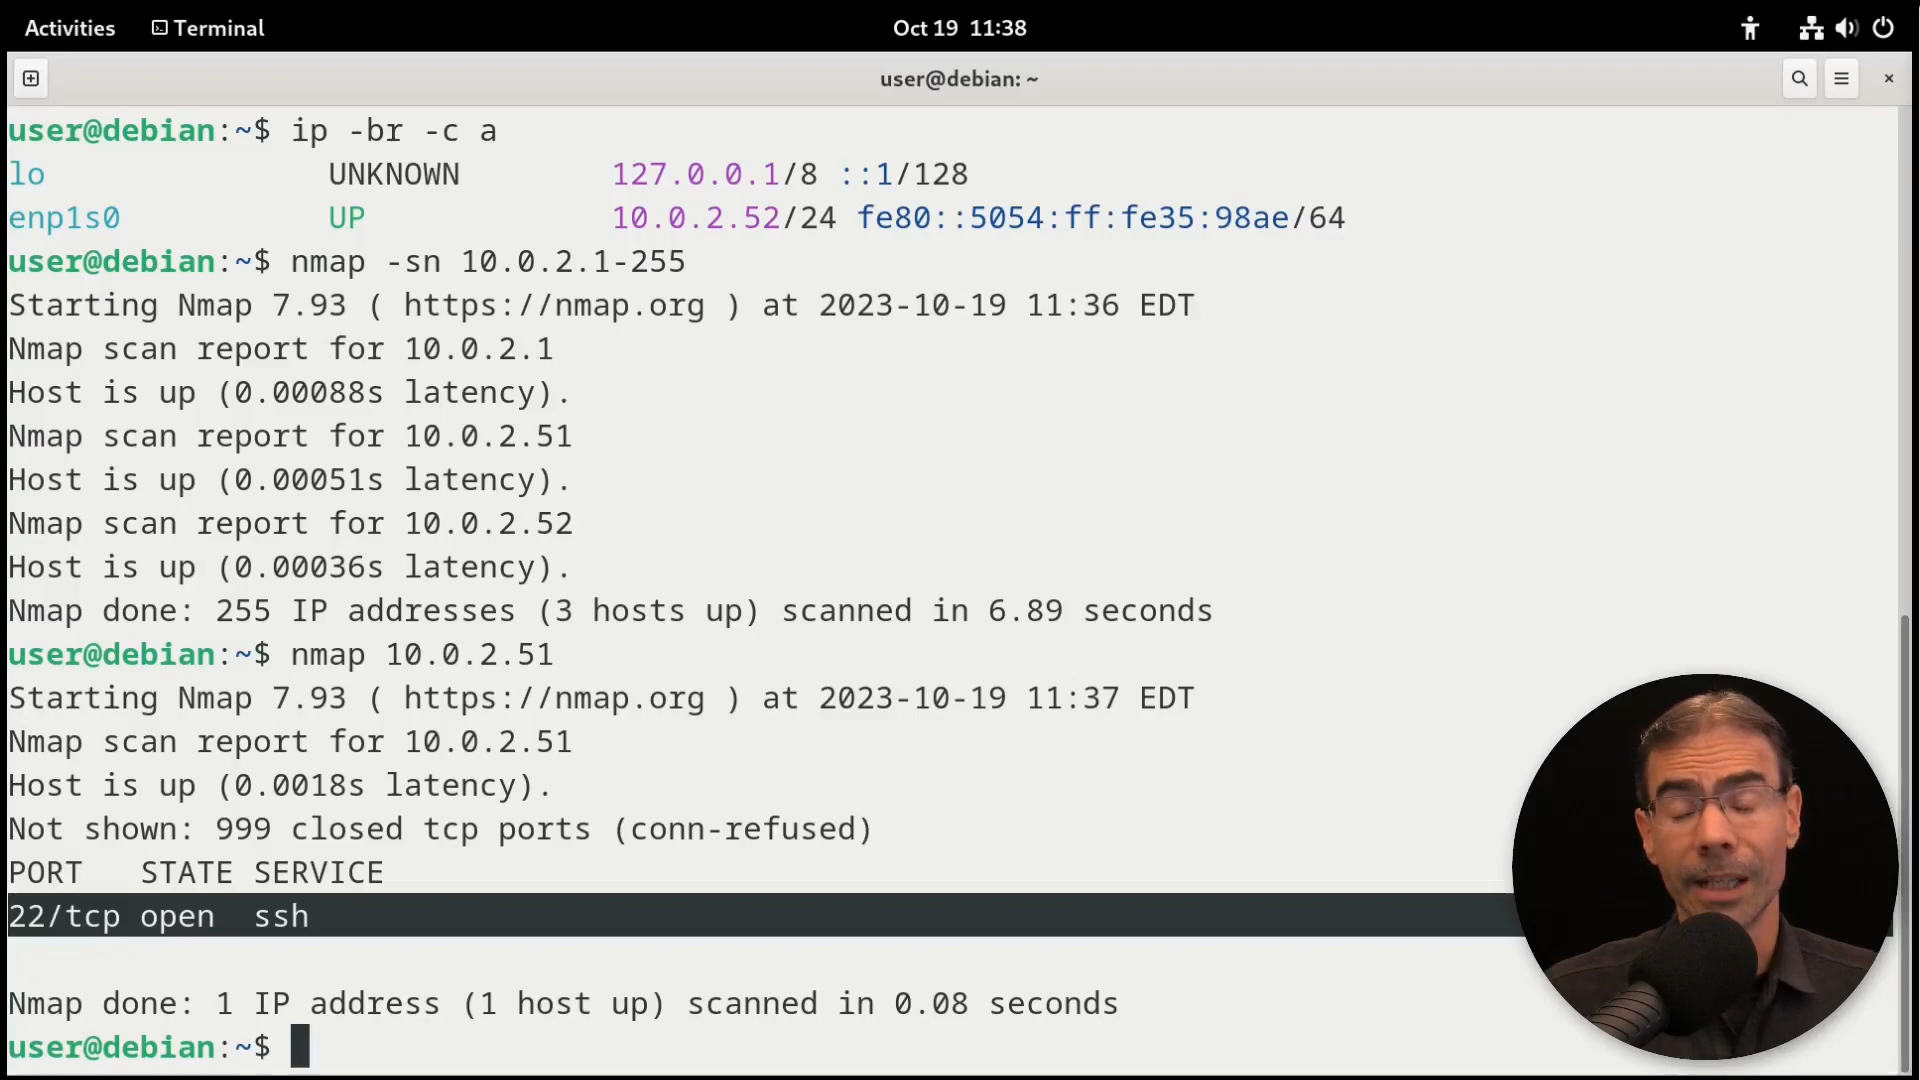 Activities Terminal Oct 19 11:38
user@debian: ~
user@debian:~$ ip -br -c a
lo UNKNOWN 127.0.0.1/8 ::1/128
enp1s0 UP 10.0.2.52/24 fe80::5054:ff:fe35:98ae/64
user@debian:~$ nmap -sn 10.0.2.1-255
Starting Nmap 7.93 ( https://nmap.org ) at 2023-10-19 11:36 EDT
Nmap scan report for 10.0.2.1
Host is up (0.00088s latency).
Nmap scan report for 10.0.2.51
Host is up (0.00051s latency).
Nmap scan report for 10.0.2.52
Host is up (0.00036s latency).
Nmap done: 255 IP addresses (3 hosts up) scanned in 6.89 seconds
user@debian:~$ nmap 10.0.2.51
Starting Nmap 7.93 ( https://nmap.org ) at 2023-10-19 11:37 EDT
Nmap scan report for 10.0.2.51
Host is up (0.0018s latency).
Not shown: 999 closed tcp ports (conn-refused)
PORT STATE SERVICE
22/tcp open ssh
Nmap done: 1 IP address (1 host up) scanned in 0.08 seconds
user@debian:~$